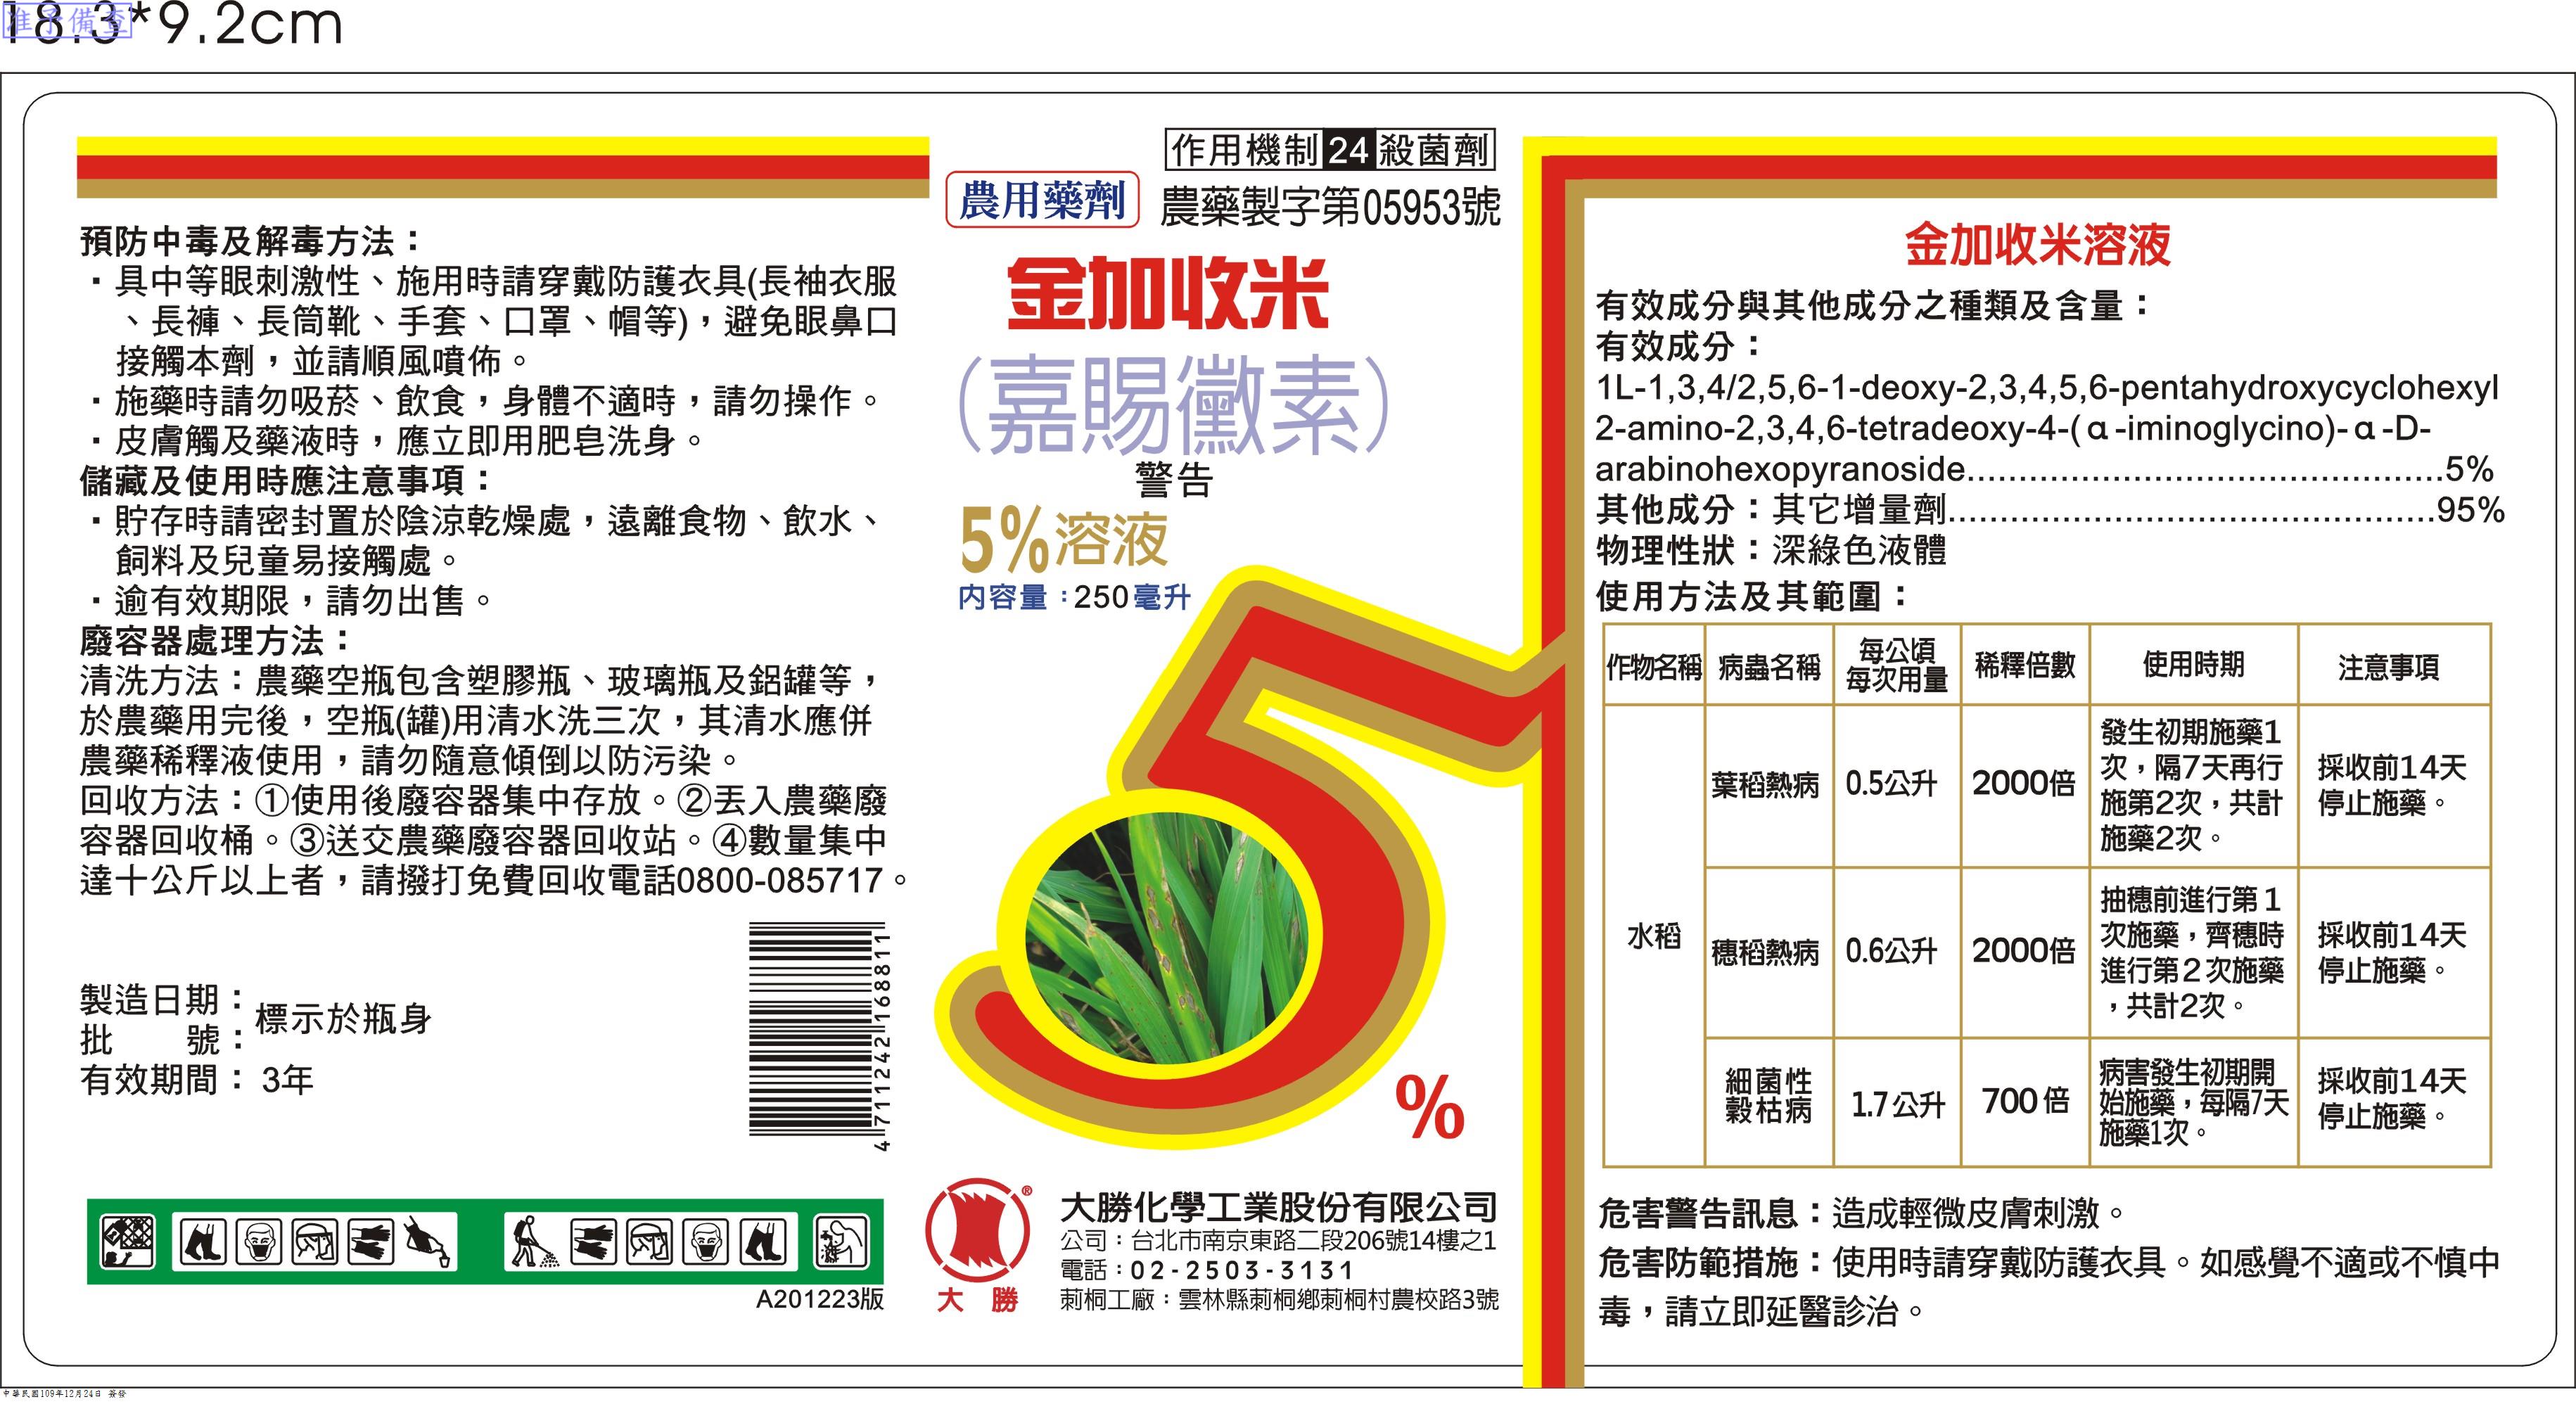 准予備查
18.3*9.2cm
預防中毒及解毒方法：
．具中等眼刺激性、施用時請穿戴防護衣具(長袖衣服
、長褲、長筒靴、手套、口罩、帽等)，避免眼鼻口
接觸本劑，並請順風噴佈。
．施藥時請勿吸菸、飲食，身體不適時，請勿操作。
．皮膚觸及藥液時，應立即用肥皂洗身。
儲藏及使用時應注意事項：
．貯存時請密封置於陰涼乾燥處，遠離食物、飲水、
飼料及兒童易接觸處。
．逾有效期限，請勿出售。
廢容器處理方法：
清洗方法：農藥空瓶包含塑膠瓶、玻璃瓶及鋁罐等，
於農藥用完後，空瓶(罐)用清水洗三次，其清水應併
農藥稀釋液使用，請勿隨意傾倒以防污染。
回收方法：①使用後廢容器集中存放。②丟入農藥廢
容器回收桶。③送交農藥廢容器回收站。④數量集中
達十公斤以上者，請撥打免費回收電話0800-085717。
製造日期：
批　　號：
標示於瓶身
有效期間：3年
4711242168811
A201223版
作用機制 24 殺菌劑
農用藥劑
農藥製字第05953號
金加收米
(嘉賜黴素)
警告
5%溶液
內容量：250毫升
5
%
®
大 勝
大勝化學工業股份有限公司
公司：台北市南京東路二段206號14樓之1
電話：02-2503-3131
莿桐工廠：雲林縣莿桐鄉莿桐村農校路3號
金加收米溶液
有效成分與其他成分之種類及含量：
有效成分：
1L-1,3,4/2,5,6-1-deoxy-2,3,4,5,6-pentahydroxycyclohexyl
2-amino-2,3,4,6-tetradeoxy-4-(α-iminoglycino)-α-D-
arabinohexopyranoside..............................................5%
其他成分：其它增量劑...............................................95%
物理性狀：深綠色液體
使用方法及其範圍：
作物名稱 病蟲名稱 每公頃
每次用量 稀釋倍數 使用時期 注意事項
水稻
葉稻熱病 0.5公升 2000倍
發生初期施藥1
次，隔7天再行
施第2次，共計
施藥2次。
採收前14天
停止施藥。
穗稻熱病 0.6公升 2000倍
抽穗前進行第1
次施藥，齊穗時
進行第2次施藥
，共計2次。
採收前14天
停止施藥。
細菌性
穀枯病
1.7公升 700倍
病害發生初期開
始施藥，每隔7天
施藥1次。
採收前14天
停止施藥。
危害警告訊息：造成輕微皮膚刺激。
危害防範措施：使用時請穿戴防護衣具。如感覺不適或不慎中
毒，請立即延醫診治。
中華民國109年12月24日 簽發